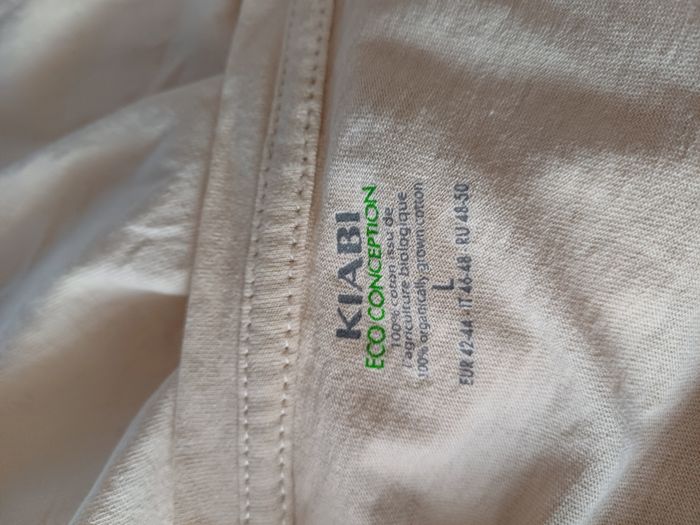 KIABI
ECO CONCEPTION
100% coton issu de
l'agriculture biologique
100% organically grown cotton
L
EUR 42-44 - IT 46-48 - RU 48-50